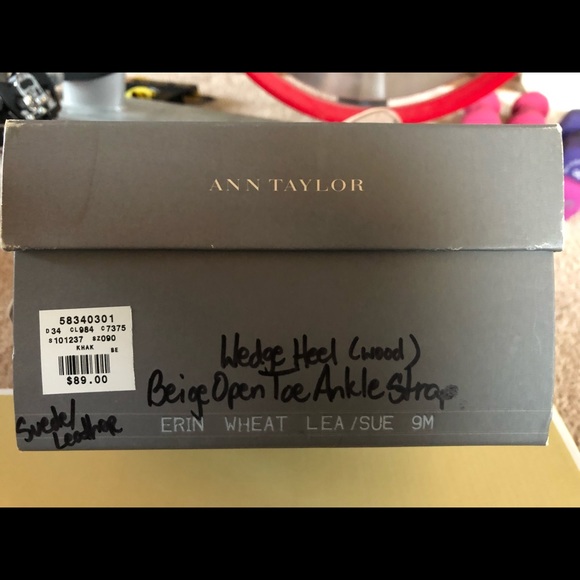 ANN TAYLOR
58340301
D34 CL984 C7375
S101237 SZ090
KHAK BE
$89.00
Wedge Heel (wood)
Beige Open Toe Ankle Strap
Suede/
Leather
ERIN WHEAT LEA/SUE 9M